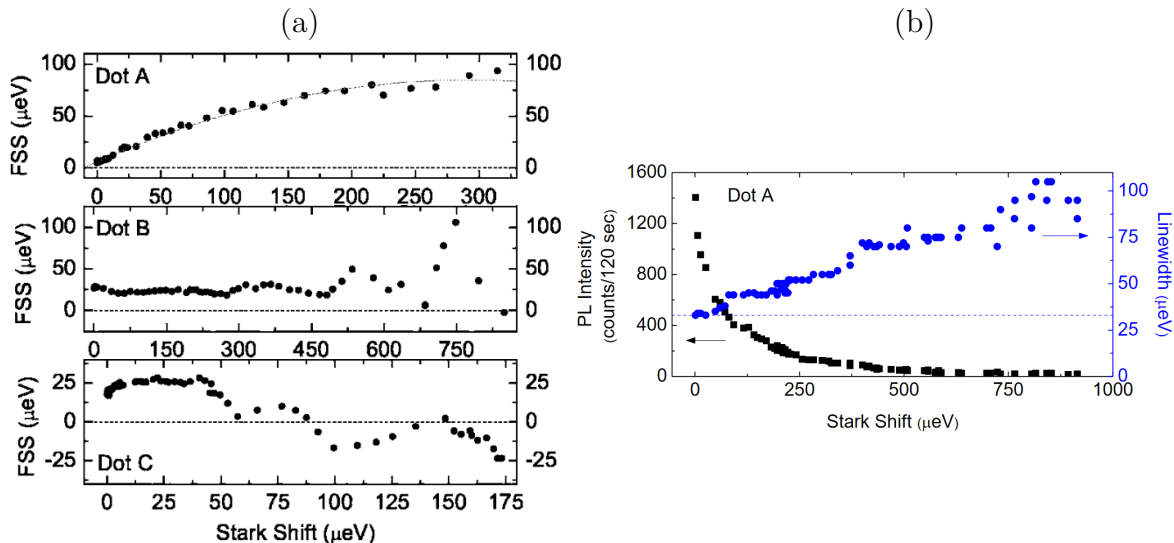 (a)
(b)
100
50
0
FSS (μeV)
Dot A
100
50
0
0 50 100 150 200 250 300
100
50
0
FSS (μeV)
Dot B
100
50
0
0 150 300 450 600 750
25
0
-25
FSS (μeV)
Dot C
25
0
-25
0 25 50 75 100 125 150 175
Stark Shift (μeV)
1600
1200
800
400
0
PL Intensity
(counts/120 sec)
Dot A
100
75
50
25
0
Linewidth (μeV)
0 250 500 750 1000
Stark Shift (μeV)